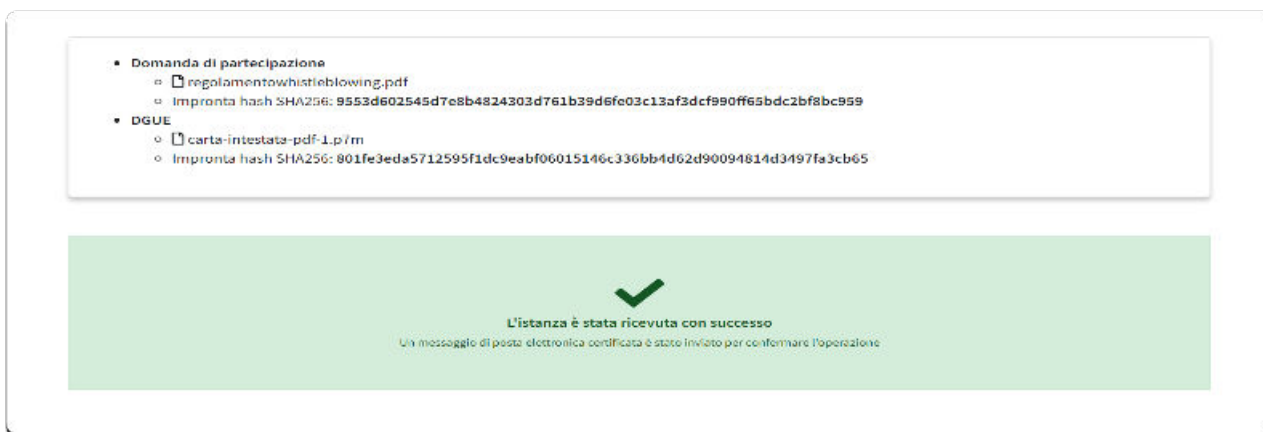 Domanda di partecipazione
regolamentowhistleblowing.pdf
Impronta hash SHA256: 9553d602545d7e8b4824303d761b39d6fe03c13af3dcf990ff65bdc2bf8bc959
DGUE
carta-intestata-pdf-1.p7m
Impronta hash SHA256: 801fe3eda5712595f1dc9eabf06015146c336bb4d62d90094814d3497fa3cb65
L'istanza è stata ricevuta con successo
Un messaggio di posta elettronica certificata è stato inviato per confermare l'operazione